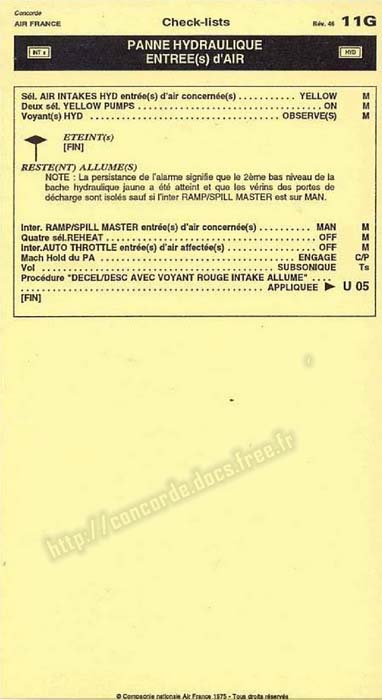 Concorde
AIR FRANCE Check-lists Rév. 46 11G
PANNE HYDRAULIQUE
INT s HYD
ENTREE(s) d'AIR
Sél. AIR INTAKES HYD entrée(s) d'air concernée(s) . . . . . . . . . . . YELLOW M
Deux sél. YELLOW PUMPS . . . . . . . . . . . . . . . . . . . . . . . . . . . . ON M
Voyant(s) HYD . . . . . . . . . . . . . . . . . . . . . . . . . . . . . OBSERVE(S) M
ETEINT(s)
[FIN]
RESTE(NT) ALLUME(S)
NOTE : La persistance de l'alarme signifie que le 2ème bas niveau de la
bache hydraulique jaune a été atteint et que les vérins des portes de
décharge sont isolés sauf si l'inter RAMP/SPILL MASTER est sur MAN.
Inter. RAMP/SPILL MASTER entrée(s) d'air concernée(s) . . . . . . . . . MAN M
Quatre sél.REHEAT . . . . . . . . . . . . . . . . . . . . . . . . . . . . . . OFF M
Inter.AUTO THROTTLE entrée(s) d'air affectée(s) . . . . . . . . . . . . . OFF M
Mach Hold du PA . . . . . . . . . . . . . . . . . . . . . . . . . . . . ENGAGE C/P
Vol . . . . . . . . . . . . . . . . . . . . . . . . . . . . . . . . . . SUBSONIQUE Ts
Procédure "DECEL/DESC AVEC VOYANT ROUGE INTAKE ALLUME" . . . .
. . . . . . . . . . . . . . . . . . . . . . . . . . . . . . . APPLIQUEE ► U 05
[FIN]
http://concorde.docs.free.fr
© Compagnie nationale Air France 1975 - Tous droits réservés